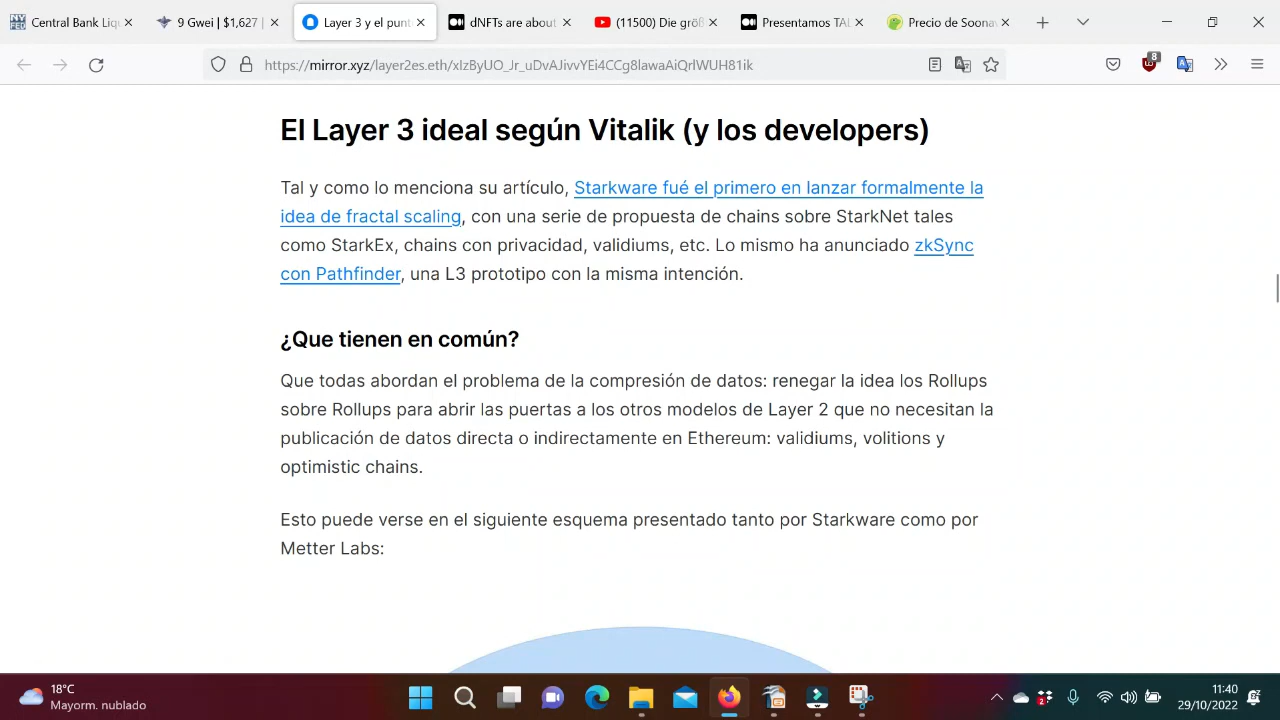 Central Bank Liqu
9 Gwei | $1,627 |
Layer 3 y el punt
dNFTs are about
(11500) Die größ
Presentamos TAL
Precio de Soonav
https://mirror.xyz/layer2es.eth/IzByUO_Jr_uDvAJivvYEi4CCg8lawaAiQrlWUH81ik
8
El Layer 3 ideal según Vitalik (y los developers)
Tal y como lo menciona su artículo, Starkware fué el primero en lanzar formalmente la
idea de fractal scaling, con una serie de propuesta de chains sobre StarkNet tales
como StarkEx, chains con privacidad, validiums, etc. Lo mismo ha anunciado zkSync
con Pathfinder, una L3 prototipo con la misma intención.
¿Que tienen en común?
Que todas abordan el problema de la compresión de datos: renegar la idea los Rollups
sobre Rollups para abrir las puertas a los otros modelos de Layer 2 que no necesitan la
publicación de datos directa o indirectamente en Ethereum: validiums, volitions y
optimistic chains.
Esto puede verse en el siguiente esquema presentado tanto por Starkware como por
Metter Labs:
18°C
Mayorm. nublado
11:40
29/10/2022